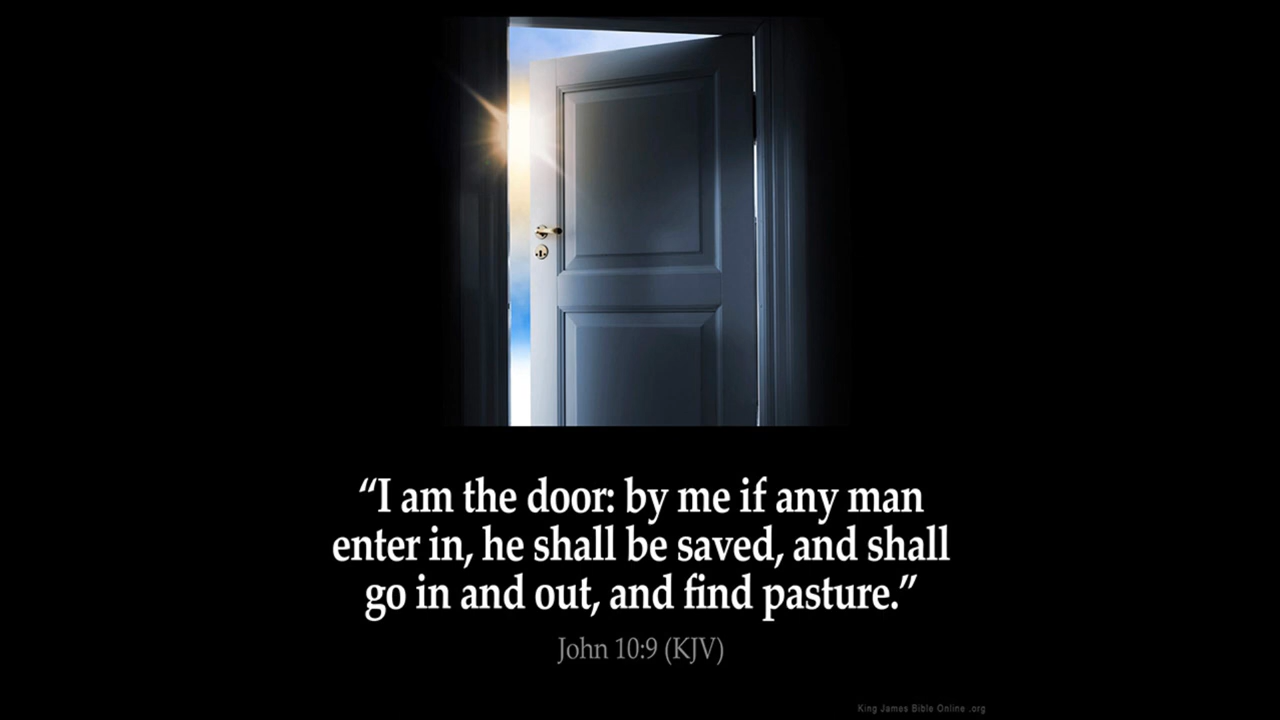 “I am the door: by me if any man
enter in, he shall be saved, and shall
go in and out, and find pasture.”
John 10:9 (KJV)
King James Bible Online .org